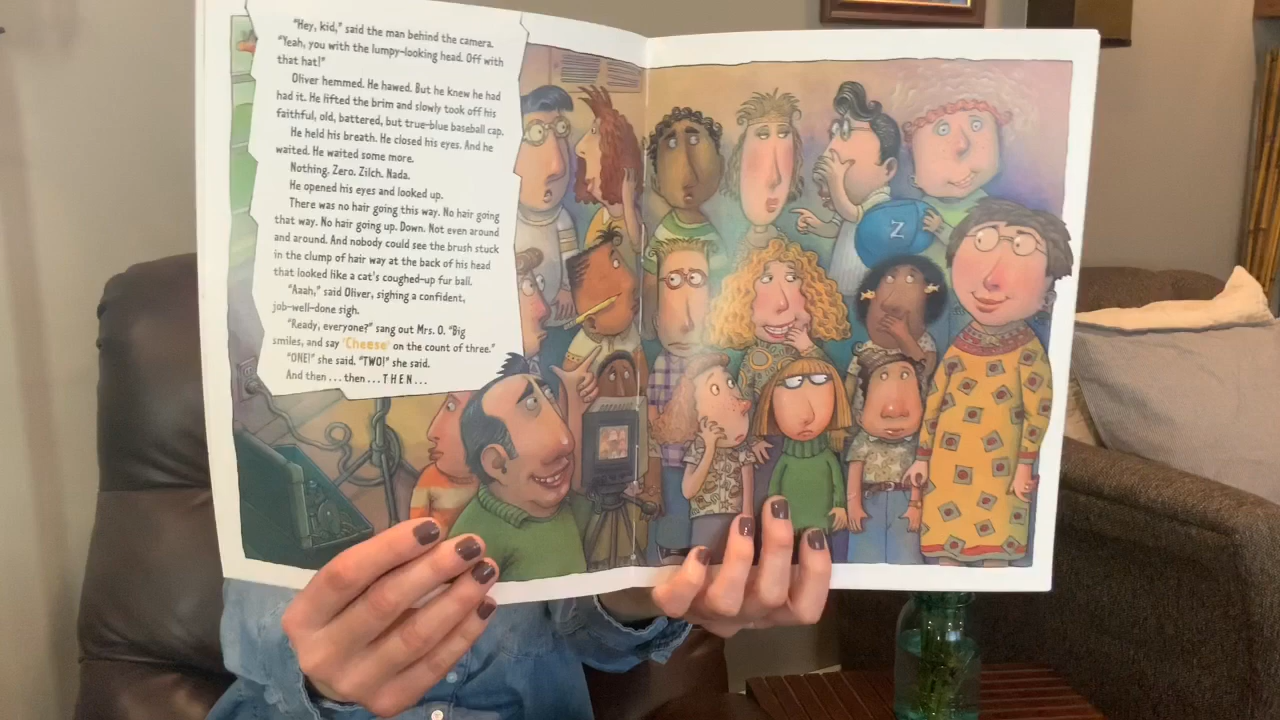 "Hey, kid," said the man behind the camera.
"Yeah, you with the lumpy-looking head. Off with
that hat!"
Oliver hemmed. He hawed. But he knew he had
had it. He lifted the brim and slowly took off his
faithful, old, battered, but true-blue baseball cap.
He held his breath. He closed his eyes. And he
waited. He waited some more.
Nothing. Zero. Zilch. Nada.
He opened his eyes and looked up.
There was no hair going this way. No hair going
that way. No hair going up. Down. Not even around
and around. And nobody could see the brush stuck
in the clump of hair way at the back of his head
that looked like a cat's coughed-up fur ball.
"Aaah," said Oliver, sighing a confident,
job-well-done sigh.
"Ready, everyone?" sang out Mrs. O. "Big
smiles, and say 'Cheese' on the count of three."
"ONE!" she said. "TWO!" she said.
And then . . . then . . . THEN . . .
Z